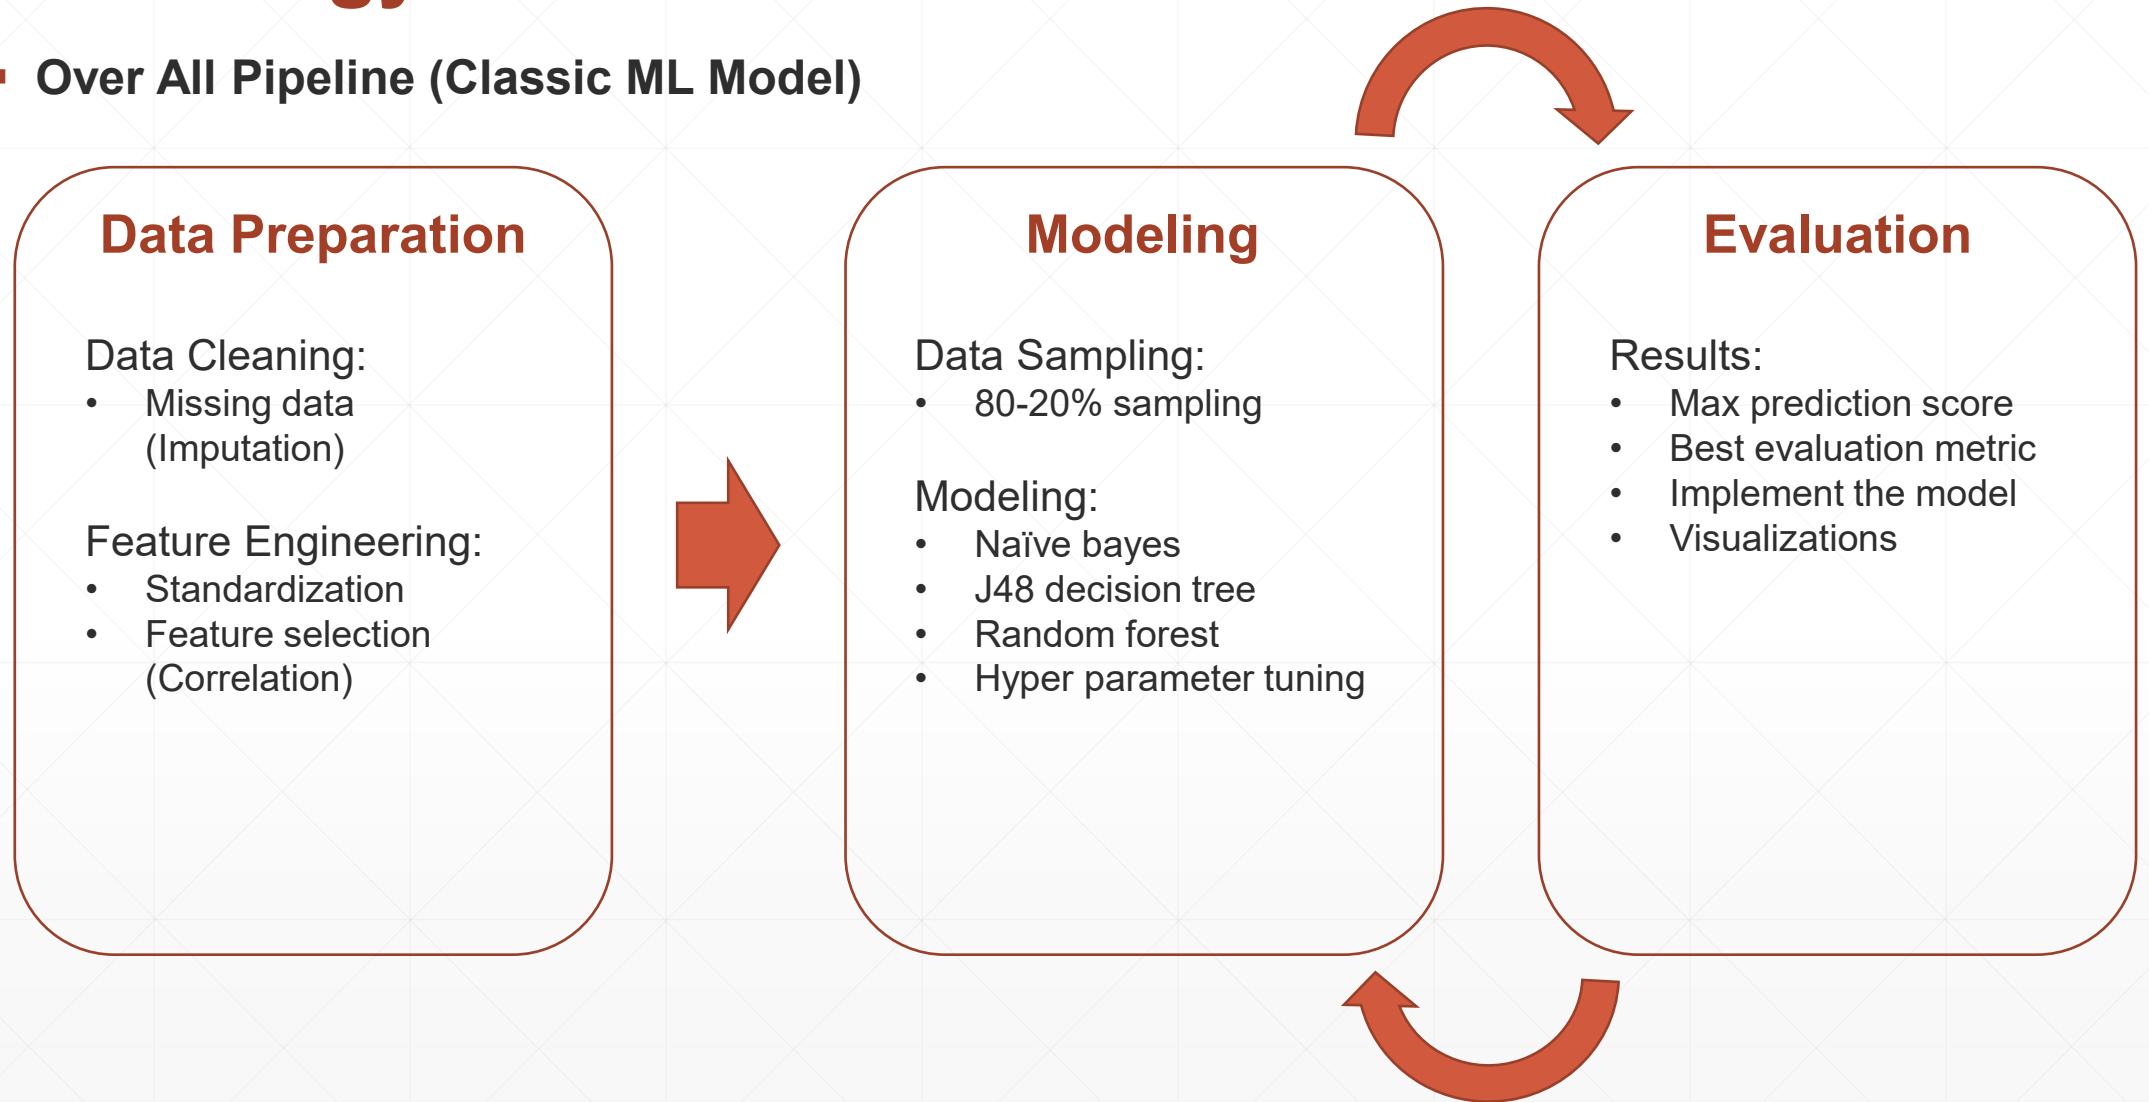 Over All Pipeline (Classic ML Model)
Data Preparation
Data Cleaning:
• Missing data
(Imputation)
Feature Engineering:
• Standardization
• Feature selection
(Correlation)
Modeling
Data Sampling:
• 80-20% sampling
Modeling:
• Naïve bayes
• J48 decision tree
• Random forest
• Hyper parameter tuning
Evaluation
Results:
• Max prediction score
• Best evaluation metric
• Implement the model
• Visualizations